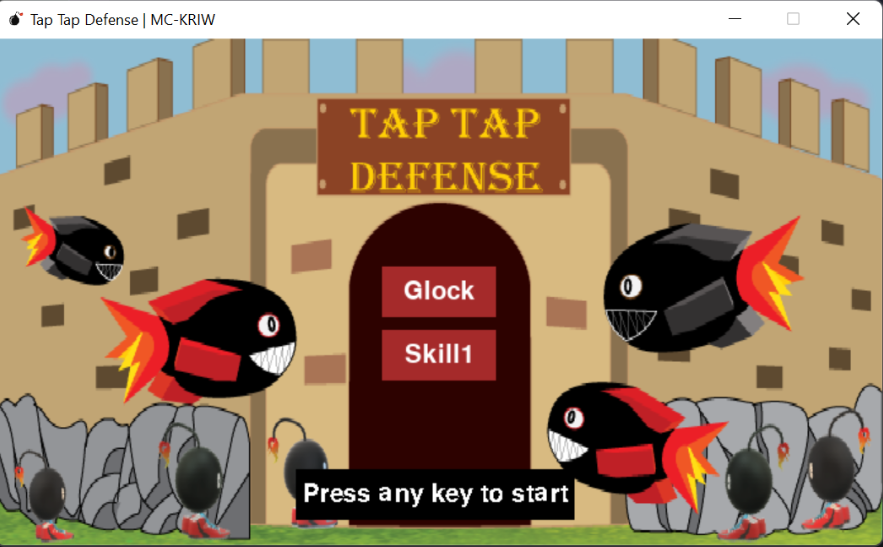 Tap Tap Defense | MC-KRIW
TAP TAP
DEFENSE
Glock
Skill1
Press any key to start